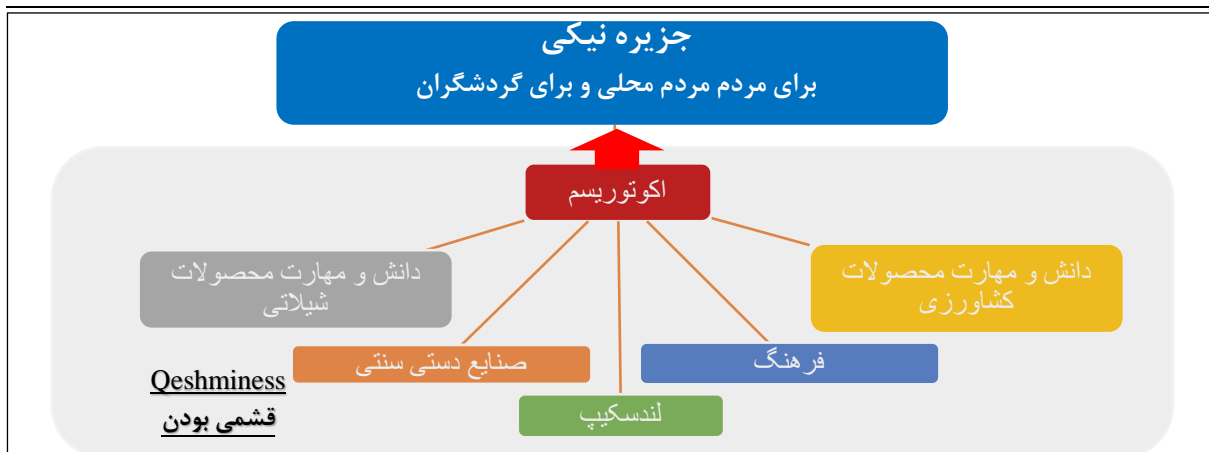 جزیره نیکی
برای مردم مردم محلی و برای گردشگران
اکوتوریسم
دانش و مهارت محصولات
کشاورزی
دانش و مهارت محصولات
شیلاتی
فرهنگ
صنایع دستی سنتی
لندسکیپ
Qeshminess
قشمی بودن